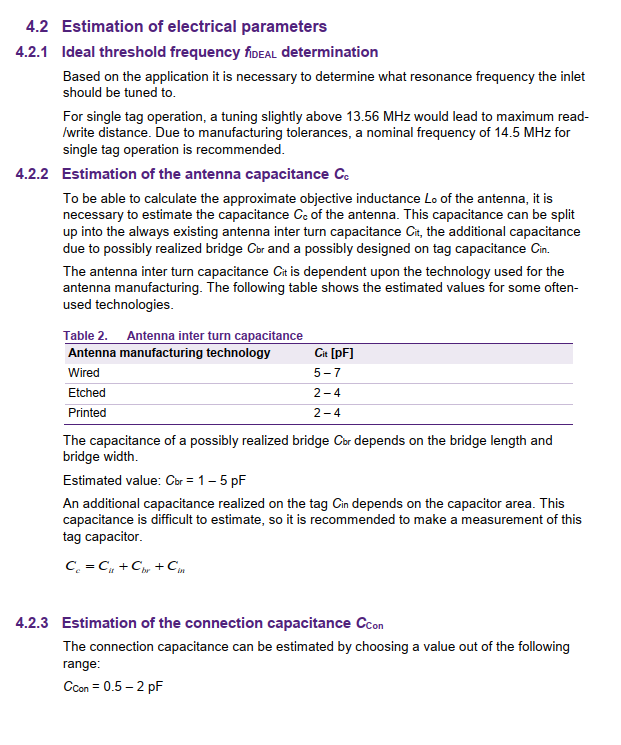 4.2 Estimation of electrical parameters
4.2.1 Ideal threshold frequency fIDEAL determination
Based on the application it is necessary to determine what resonance frequency the inlet
should be tuned to.
For single tag operation, a tuning slightly above 13.56 MHz would lead to maximum read-
/write distance. Due to manufacturing tolerances, a nominal frequency of 14.5 MHz for
single tag operation is recommended.
4.2.2 Estimation of the antenna capacitance Cc
To be able to calculate the approximate objective inductance Lo of the antenna, it is
necessary to estimate the capacitance Cc of the antenna. This capacitance can be split
up into the always existing antenna inter turn capacitance Cit, the additional capacitance
due to possibly realized bridge Cbr and a possibly designed on tag capacitance Cin.
The antenna inter turn capacitance Cit is dependent upon the technology used for the
antenna manufacturing. The following table shows the estimated values for some often-
used technologies.
Table 2. Antenna inter turn capacitance
Antenna manufacturing technology Cit [pF]
Wired 5 – 7
Etched 2 – 4
Printed 2 – 4
The capacitance of a possibly realized bridge Cbr depends on the bridge length and
bridge width.
Estimated value: Cbr = 1 – 5 pF
An additional capacitance realized on the tag Cin depends on the capacitor area. This
capacitance is difficult to estimate, so it is recommended to make a measurement of this
tag capacitor.
Cc = Cit + Cbr + Cin
4.2.3 Estimation of the connection capacitance CCon
The connection capacitance can be estimated by choosing a value out of the following
range:
CCon = 0.5 – 2 pF